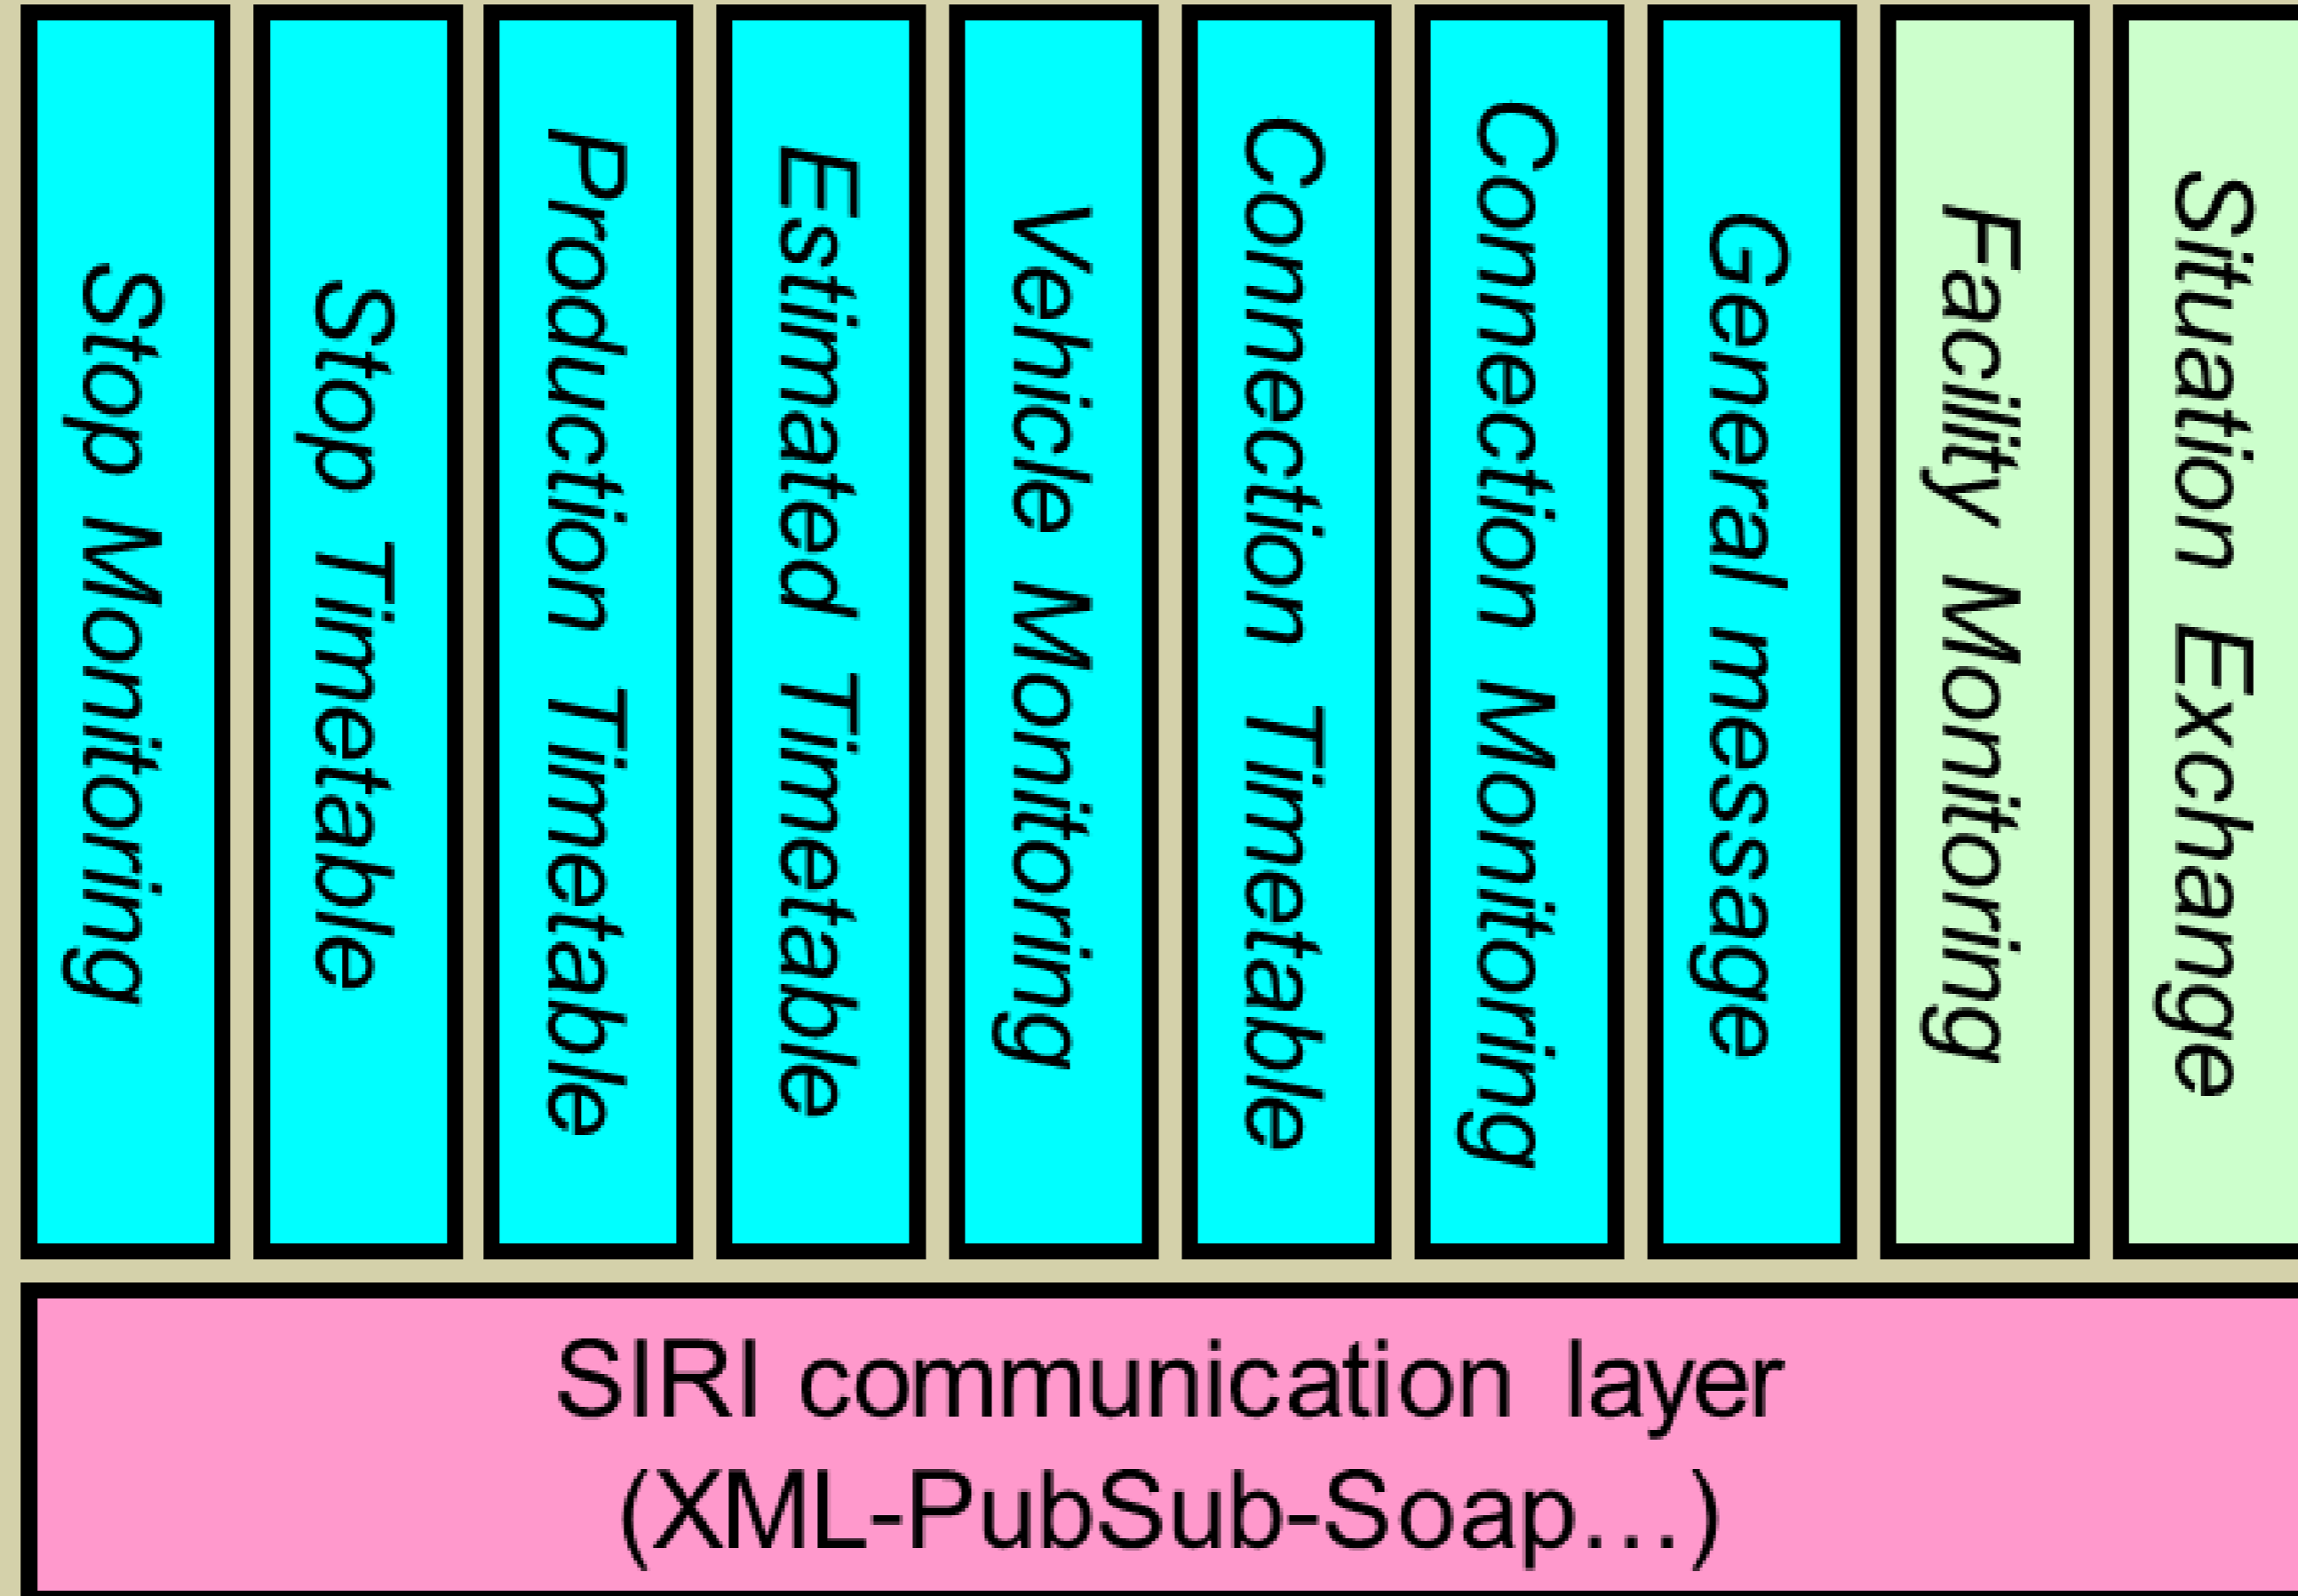 Stop Monitoring
Stop Timetable
Production Timetable
Estimated Timetable
Vehicle Monitoring
Connection Timetable
Connection Monitoring
General message
Facility Monitoring
Situation Exchange
SIRI communication layer
(XML-PubSub-Soap…)